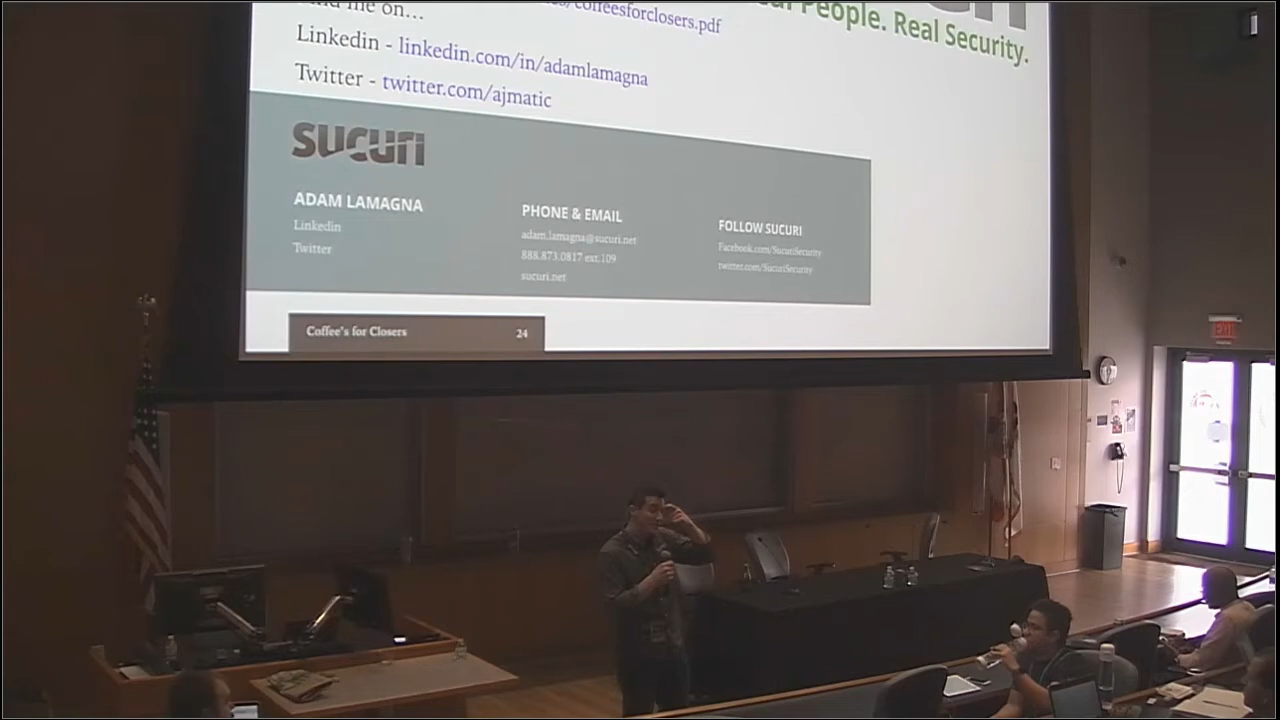 me on...
coffeesforclosers.pdf
People. Real Security.
Linkedin - linkedin.com/in/adamlamagna
Twitter - twitter.com/ajmatic
sucuri
ADAM LAMAGNA
Linkedin
Twitter
PHONE & EMAIL
adam.lamagna@sucuri.net
888.873.0817 ext.109
sucuri.net
FOLLOW SUCURI
Facebook.com/SucuriSecurity
twitter.com/SucuriSecurity
Coffee's for Closers 24
EXIT